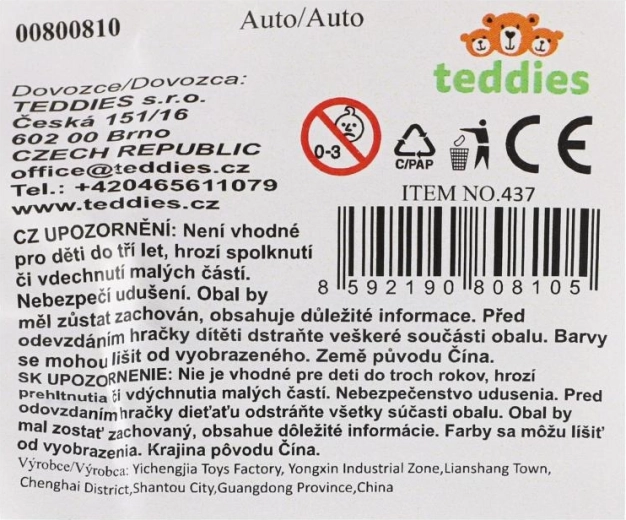 00800810
Auto/Auto
teddies
Dovozce/Dovozca:
TEDDIES s.r.o.
Česká 151/16
602 00 Brno
CZECH REPUBLIC
office@teddies.cz
Tel.: +420465611079
www.teddies.cz
0-3
C/PAP
CE
ITEM NO.437
8 592190 808105
CZ UPOZORNĚNÍ: Není vhodné
pro děti do tří let, hrozí spolknutí
či vdechnutí malých částí.
Nebezpečí udušení. Obal by
měl zůstat zachován, obsahuje důležité informace. Před
odevzdáním hračky dítěti dstraňte veškeré součásti obalu. Barvy
se mohou lišit od vyobrazeného. Země původu Čína.
SK UPOZORNENIE: Nie je vhodné pre deti do troch rokov, hrozí
prehltnutia či vdýchnutia malých častí. Nebezpečenstvo udusenia. Pred
odovzdaním hračky dieťaťu odstráňte všetky súčasti obalu. Obal by
mal zostať zachovaný, obsahue dôležité informácie. Farby sa môžu líšiť
od vyobrazenia. Krajina pôvodu Čína.
Výrobce/Výrobca: Yichengjia Toys Factory, Yongxin Industrial Zone,Lianshang Town,
Chenghai District,Shantou City,Guangdong Province,China